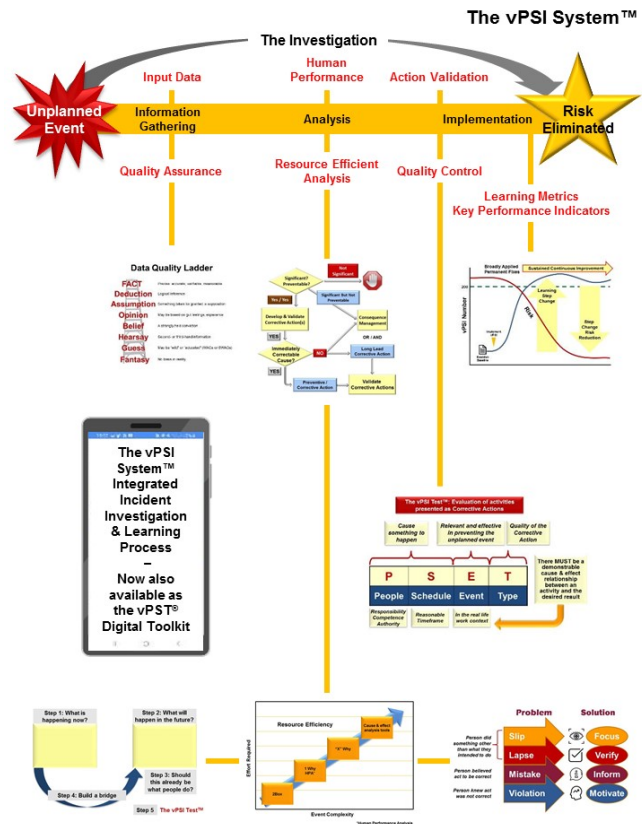 The vPSI System™
The Investigation
Input Data
Human
Performance
Action Validation
Unplanned
Event
Information
Gathering
Analysis
Implementation
Risk
Eliminated
Quality Assurance
Resource Efficient
Analysis
Quality Control
Learning Metrics
Key Performance Indicators
Data Quality Ladder
FACT
Deduction
Assumption
Opinion
Belief
Hearsay
Guess
Fantasy
Significant?
Preventable?
Not
Significant
Yes / Yes
Significant But Not
Preventable
Develop & Validate
Corrective Action(s)
Consequence
Management
OR / AND
Immediately
Correctable
Cause?
NO
Long Lead
Corrective Action
YES
Preventive /
Corrective Action
Validate
Corrective Actions
Broadly Applied
Permanent Fixes
Sustained Continuous Improvement
vPSI Number
Learning
Step
Change
Risk
Step
Change
Risk
Reduction
Time
The vPSI
System™
Integrated
Incident
Investigation
& Learning
Process
–
Now also
available as
the vPST®
Digital Toolkit
The vPSI Test™: Evaluation of activities
presented as Corrective Actions
Cause
something to
happen
Relevant and effective
in preventing the
unplanned event
Quality of the
Corrective
Action
P S E T
People Schedule Event Type
There MUST be a
demonstrable
cause & effect
relationship
between an
activity and the
desired result
Responsibility
Competence
Authority
Reasonable
Timeframe
In the real life
work context
Step 1: What is
happening now?
Step 2: What will
happen in the future?
Step 3: Should
this already be
what people do?
Step 4: Build a bridge
Step 5 The vPSI Test™
Resource Efficiency
Effort Required
Cause & effect
analysis tools
"5" Why
1 Why
HPA*
Event Complexity
*Human Performance Analysis
Problem
Solution
Person did
something other
than what they
intended to do
Slip
Focus
Lapse
Verify
Person believed
act to be correct
Mistake
Inform
Person knew
act was not correct
Violation
Motivate